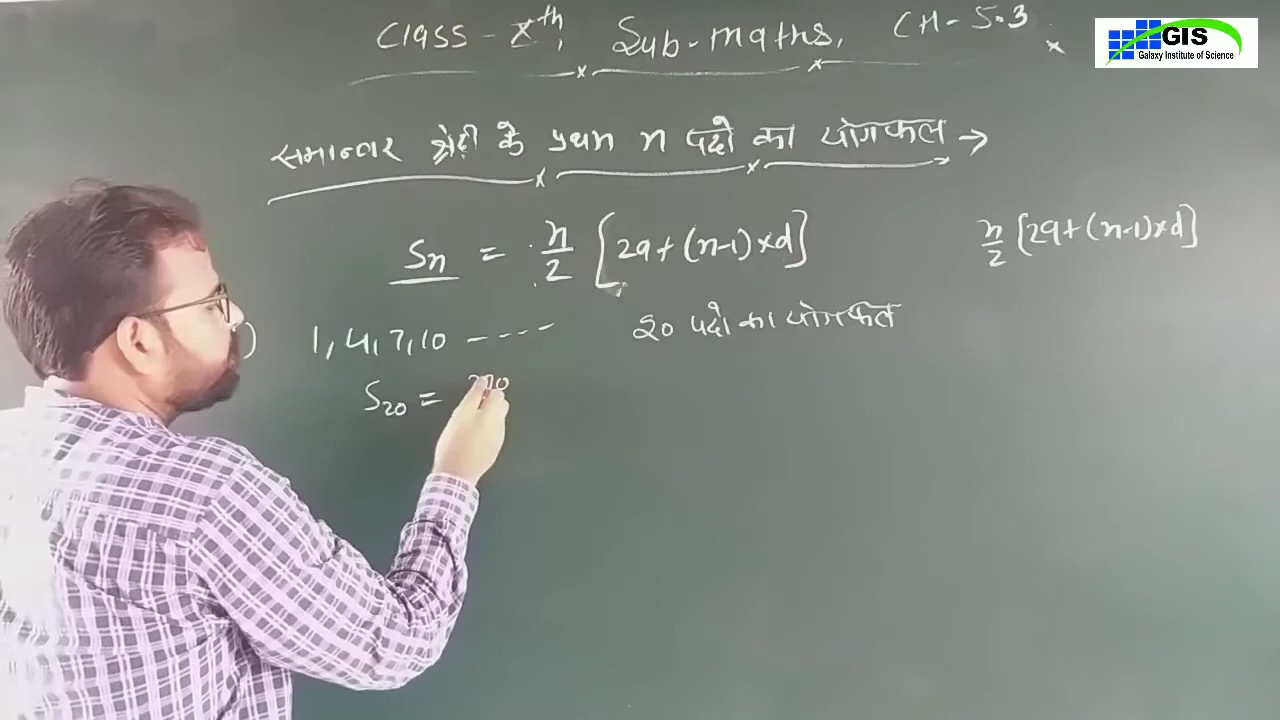 Class - Xth, Sub - maths, CH - 5.3
GIS
Galaxy Institute of Science
समान्तर श्रेढ़ी के प्रथम n पदों का योगफल →
Sn = n/2 [2a + (n-1)×d]
n/2 [2a + (n-1)×d]
) 1, 4, 7, 10 ---- 20 पदों का योगफल
S20 =